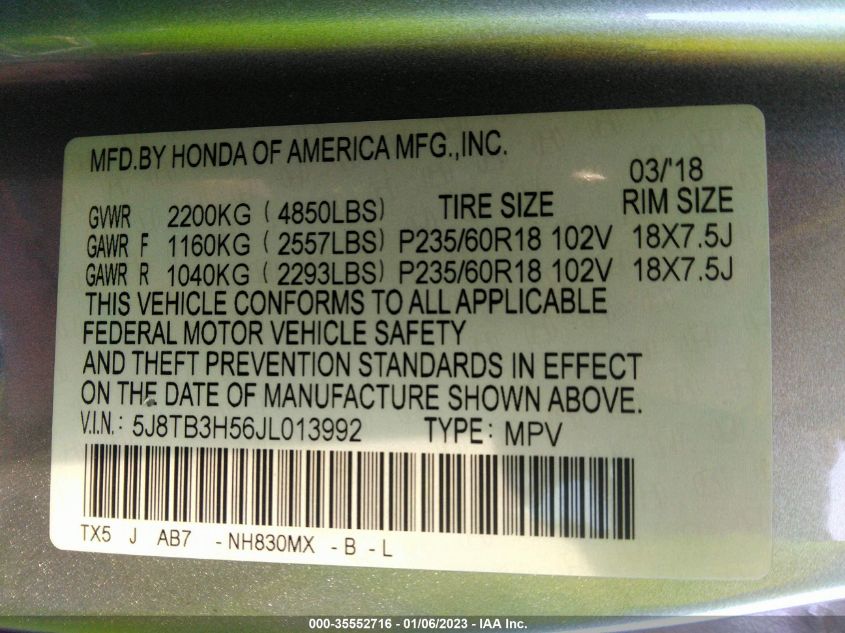 MFD.BY HONDA OF AMERICA MFG.,INC.
03/'18
GVWR 2200KG ( 4850LBS) TIRE SIZE RIM SIZE
GAWR F 1160KG ( 2557LBS) P235/60R18 102V 18X7.5J
GAWR R 1040KG ( 2293LBS) P235/60R18 102V 18X7.5J
THIS VEHICLE CONFORMS TO ALL APPLICABLE
FEDERAL MOTOR VEHICLE SAFETY
AND THEFT PREVENTION STANDARDS IN EFFECT
ON THE DATE OF MANUFACTURE SHOWN ABOVE.
V.I.N.: 5J8TB3H56JL013992 TYPE: MPV
TX5 J AB7 -NH830MX -B -L
000-35552716 - 01/06/2023 - IAA Inc.